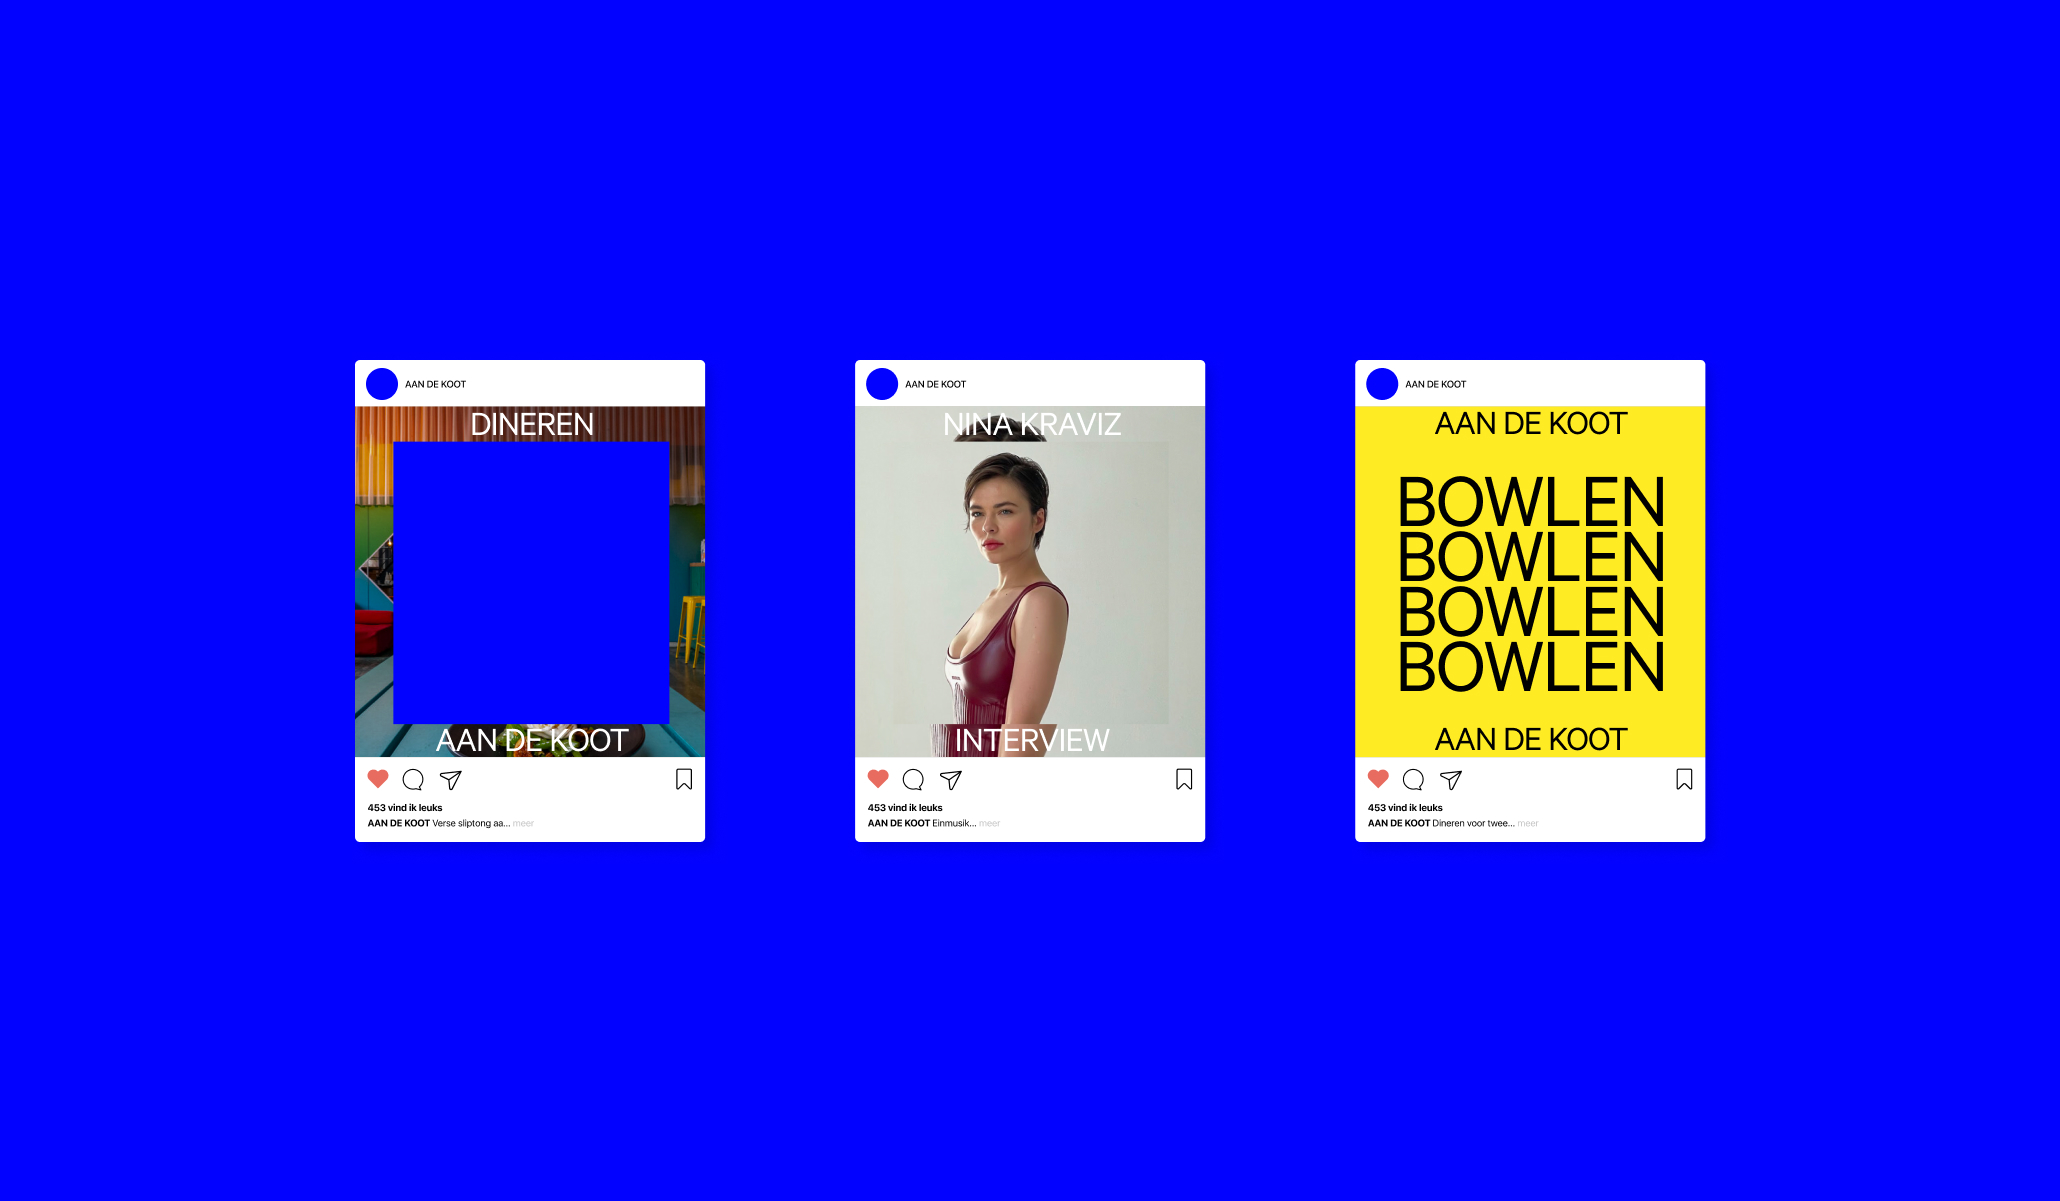 AAN DE KOOT
DINEREN
AAN DE KOOT
453 vind ik leuks
AAN DE KOOT Verse sliptong aa... meer
AAN DE KOOT
NINA KRAVIZ
INTERVIEW
453 vind ik leuks
AAN DE KOOT Einmusik... meer
AAN DE KOOT
AAN DE KOOT
BOWLEN
BOWLEN
BOWLEN
BOWLEN
AAN DE KOOT
453 vind ik leuks
AAN DE KOOT Dineren voor twee... meer